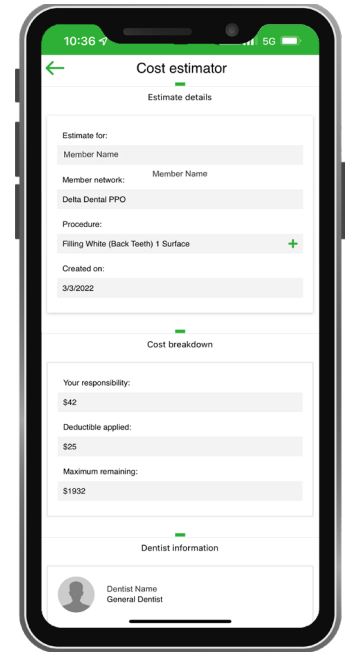 10:36
5G
Cost estimator
Estimate details
Estimate for:
Member Name
Member network:
Member Name
Delta Dental PPO
Procedure:
Filling White (Back Teeth) 1 Surface
+
Created on:
3/3/2022
Cost breakdown
Your responsibility:
$42
Deductible applied:
$25
Maximum remaining:
$1932
Dentist information
Dentist Name
General Dentist